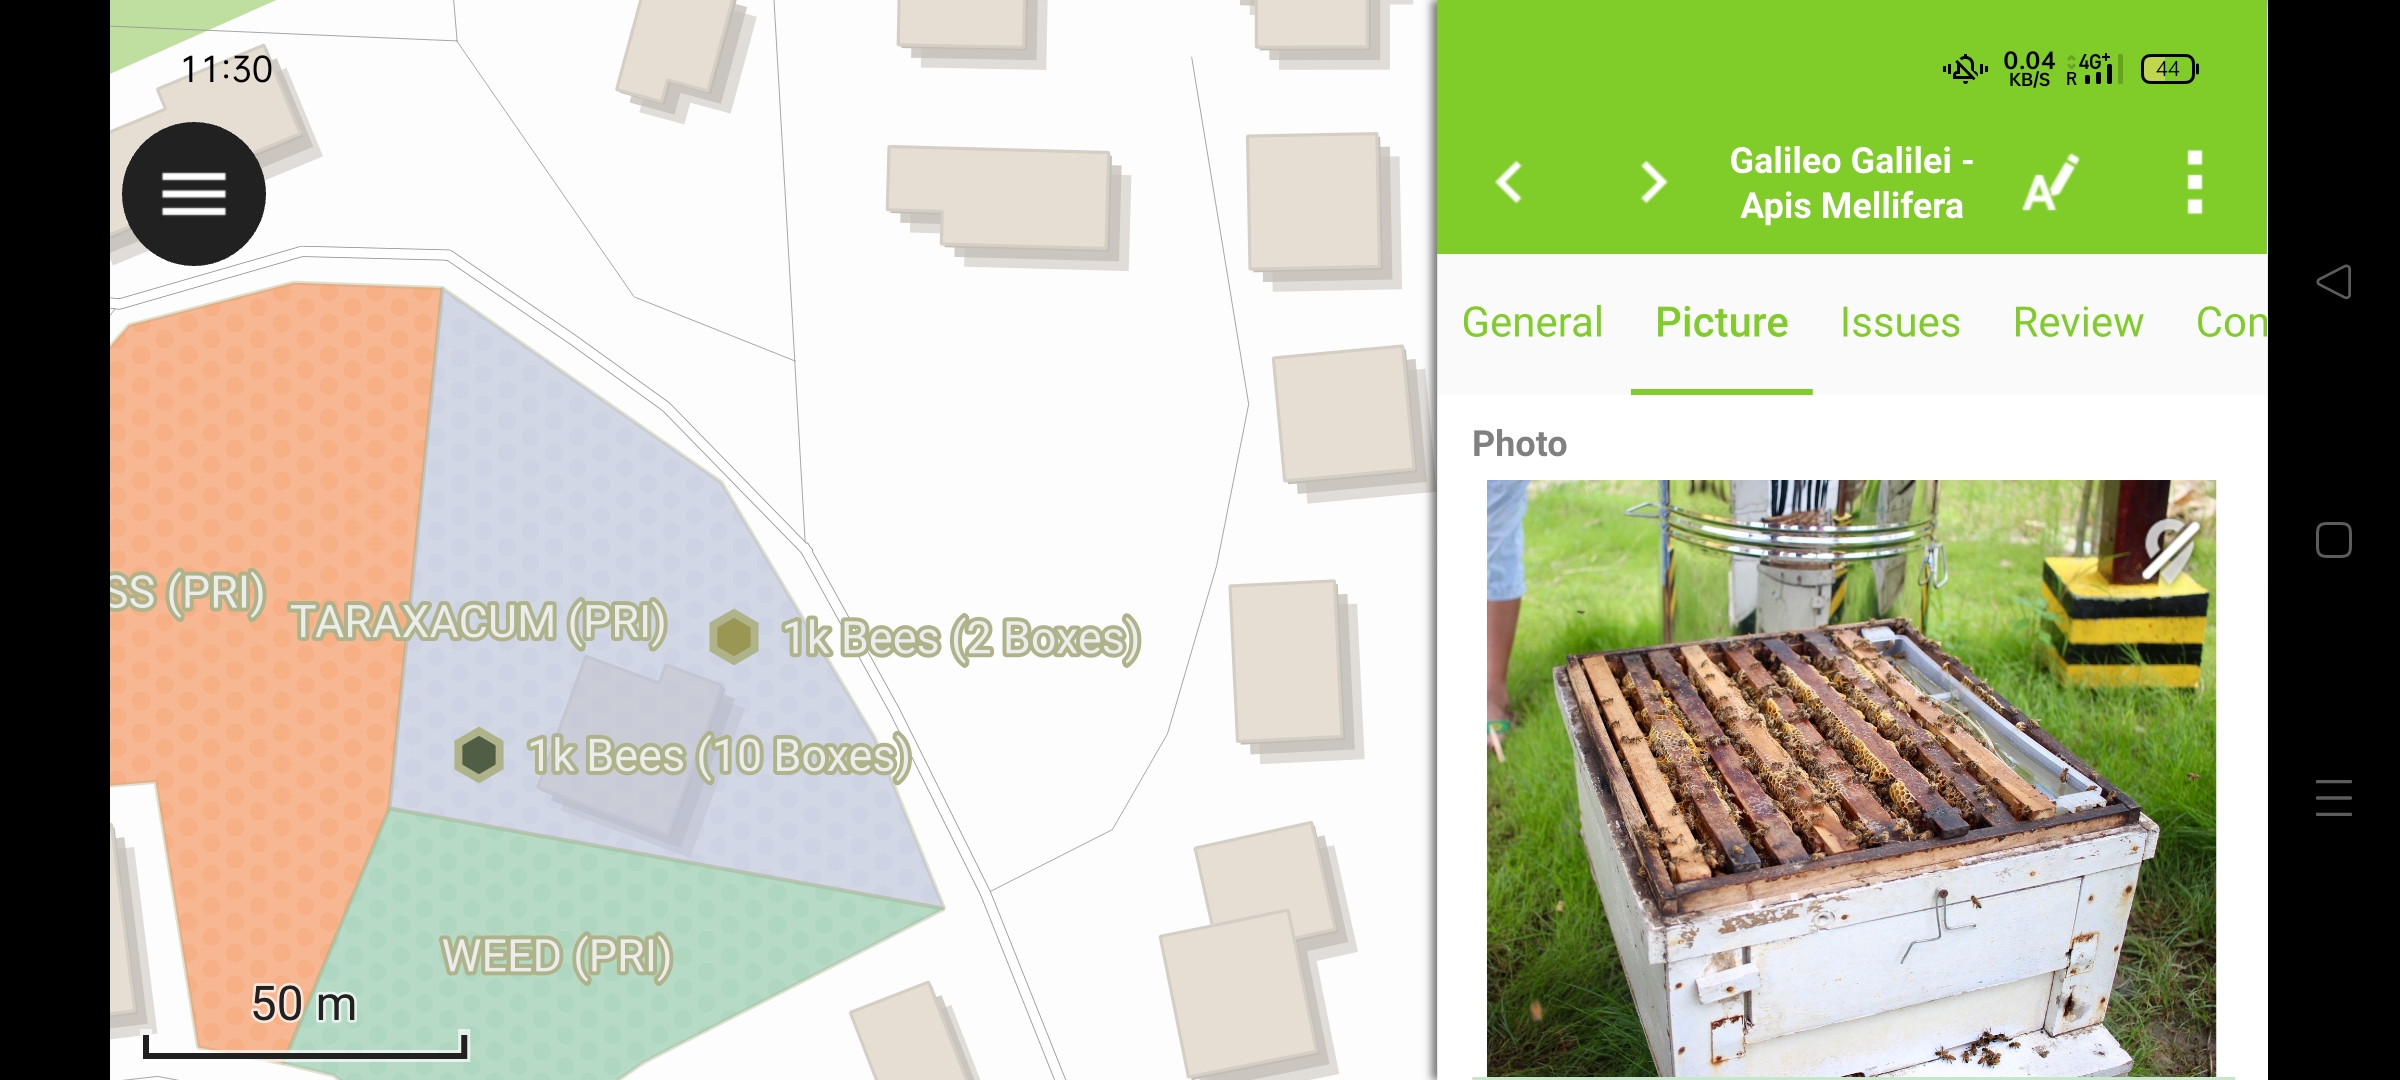 11:30
0.04
KB/S
4G+
R
44
Galileo Galilei -
Apis Mellifera
A
General
Picture
Issues
Review
Con
Photo
SS (PRI)
TARAXACUM (PRI)
1k Bees (2 Boxes)
1k Bees (10 Boxes)
WEED (PRI)
50 m